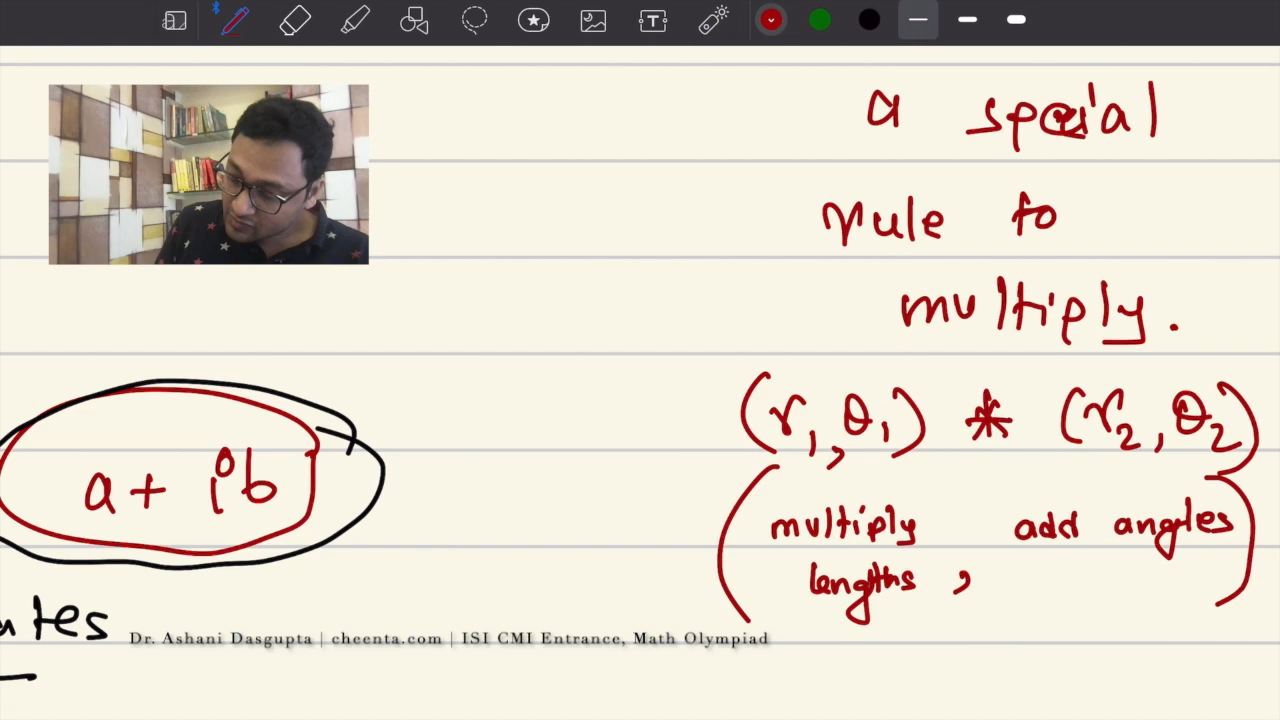 a special
rule to
multiply.
(r₁, θ₁) * (r₂, θ₂)
(multiply lengths, add angles)
a + ib
tes
Dr. Ashani Dasgupta | cheenta.com | ISI CMI Entrance, Math Olympiad